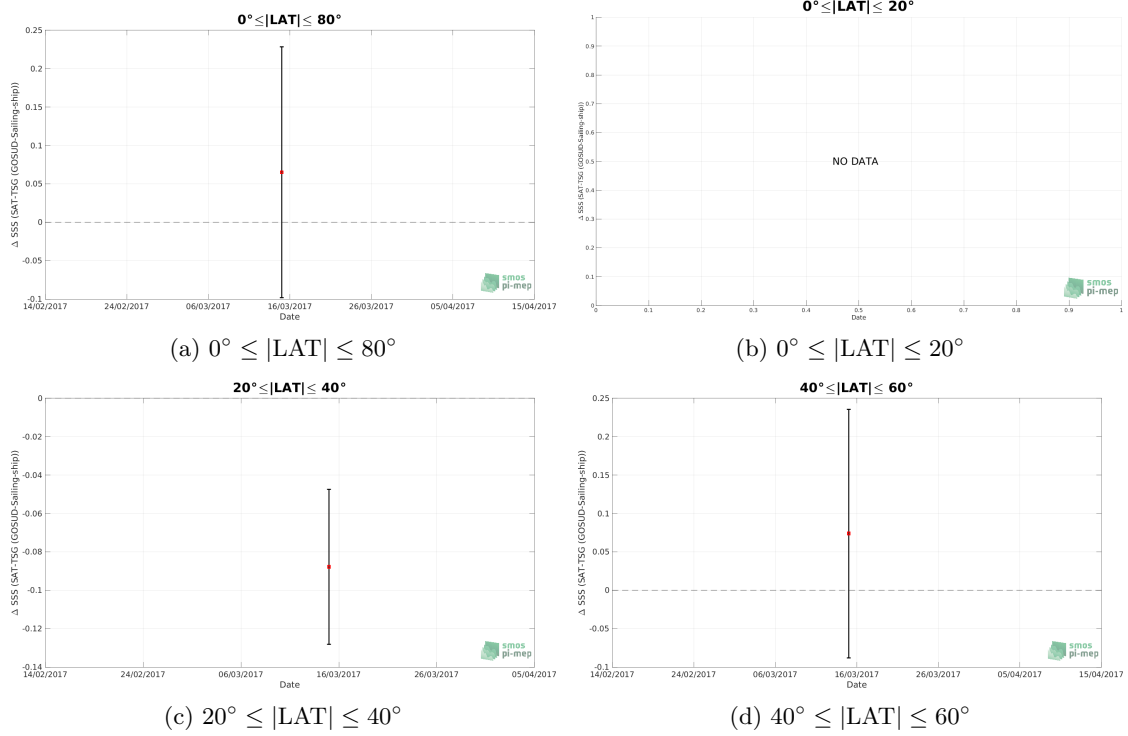 0°≤|LAT|≤ 80°
Δ SSS (SAT-TSG (GOSUD-Sailing-ship))
0.25
0.2
0.15
0.1
0.05
0
-0.05
-0.1
14/02/2017 24/02/2017 06/03/2017 16/03/2017 26/03/2017 05/04/2017 15/04/2017
Date
smos
pi-mep
(a) 0° ≤ |LAT| ≤ 80°
0°≤|LAT|≤ 20°
Δ SSS (SAT-TSG (GOSUD-Sailing-ship))
1
0.9
0.8
0.7
0.6
0.5
0.4
0.3
0.2
0.1
0
NO DATA
0 0.1 0.2 0.3 0.4 0.5 0.6 0.7 0.8 0.9 1
Date
smos
pi-mep
(b) 0° ≤ |LAT| ≤ 20°
20°≤|LAT|≤ 40°
Δ SSS (SAT-TSG (GOSUD-Sailing-ship))
0
-0.02
-0.04
-0.06
-0.08
-0.1
-0.12
-0.14
14/02/2017 24/02/2017 06/03/2017 16/03/2017 26/03/2017 05/04/2017
Date
smos
pi-mep
(c) 20° ≤ |LAT| ≤ 40°
40°≤|LAT|≤ 60°
Δ SSS (SAT-TSG (GOSUD-Sailing-ship))
0.25
0.2
0.15
0.1
0.05
0
-0.05
-0.1
14/02/2017 24/02/2017 06/03/2017 16/03/2017 26/03/2017 05/04/2017 15/04/2017
Date
smos
pi-mep
(d) 40° ≤ |LAT| ≤ 60°